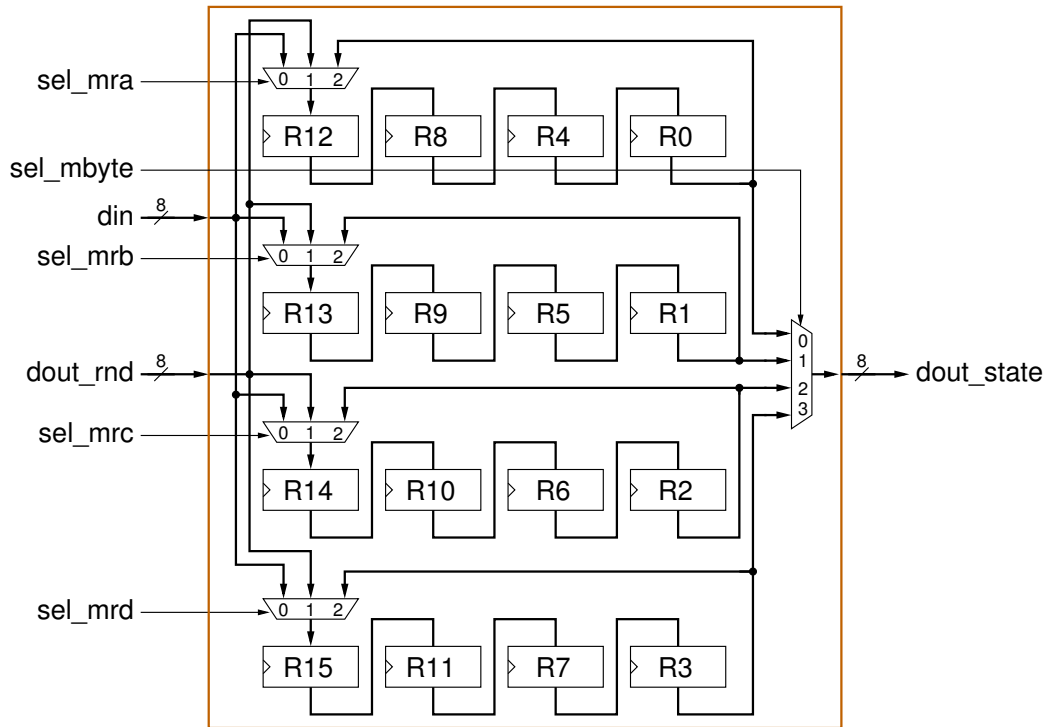 sel_mra
0 1 2
R12 R8 R4 R0
sel_mbyte
din 8
sel_mrb
0 1 2
R13 R9 R5 R1
0
1
2
3
dout_rnd 8
8 dout_state
sel_mrc
0 1 2
R14 R10 R6 R2
sel_mrd
0 1 2
R15 R11 R7 R3